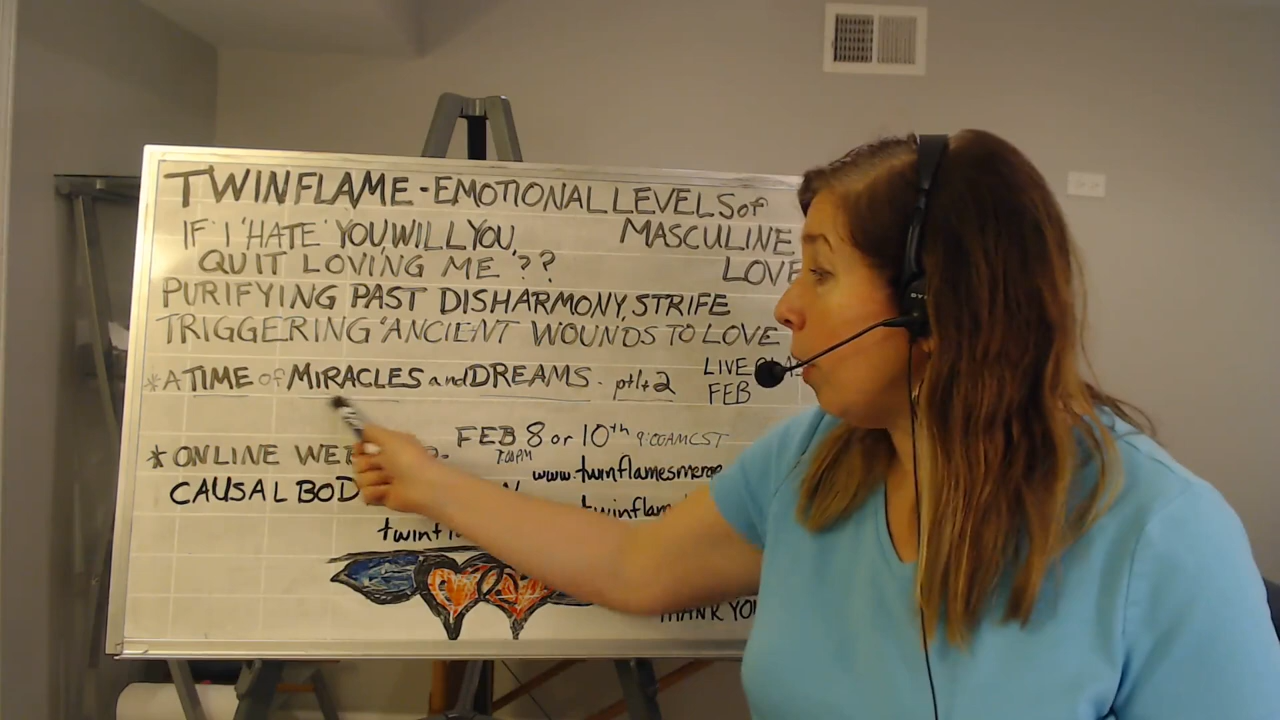 TWINFLAME - EMOTIONAL LEVELS of
MASCULINE
LOVE
IF I 'HATE' YOU, WILL YOU,
QUIT LOVING ME'??
PURIFYING PAST DISHARMONY, STRIFE
TRIGGERING 'ANCIENT WOUNDS TO LOVE
*A TIME of MIRACLES and DREAMS. pt1+2
LIVE
FEB
FEB 8 or 10th 9:00AM CST
7:00PM
*ONLINE
CAUSAL
THANK